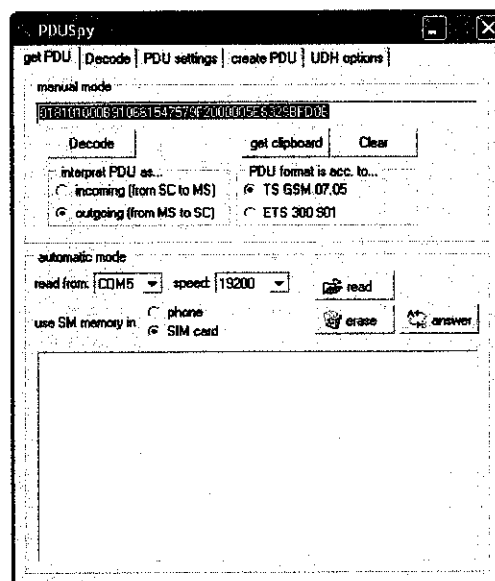 PDUSpy
get PDU Decode PDU settings create PDU UDH options
manual mode
Decode get clipboard Clear
interpret PDU as... PDU format is acc. to...
incoming (from SC to MS) TS GSM 07.05
outgoing (from MS to SC) ETS 300 901
automatic mode
read from: COM5 speed: 19200 read
use SM memory in phone
SIM card erase answer